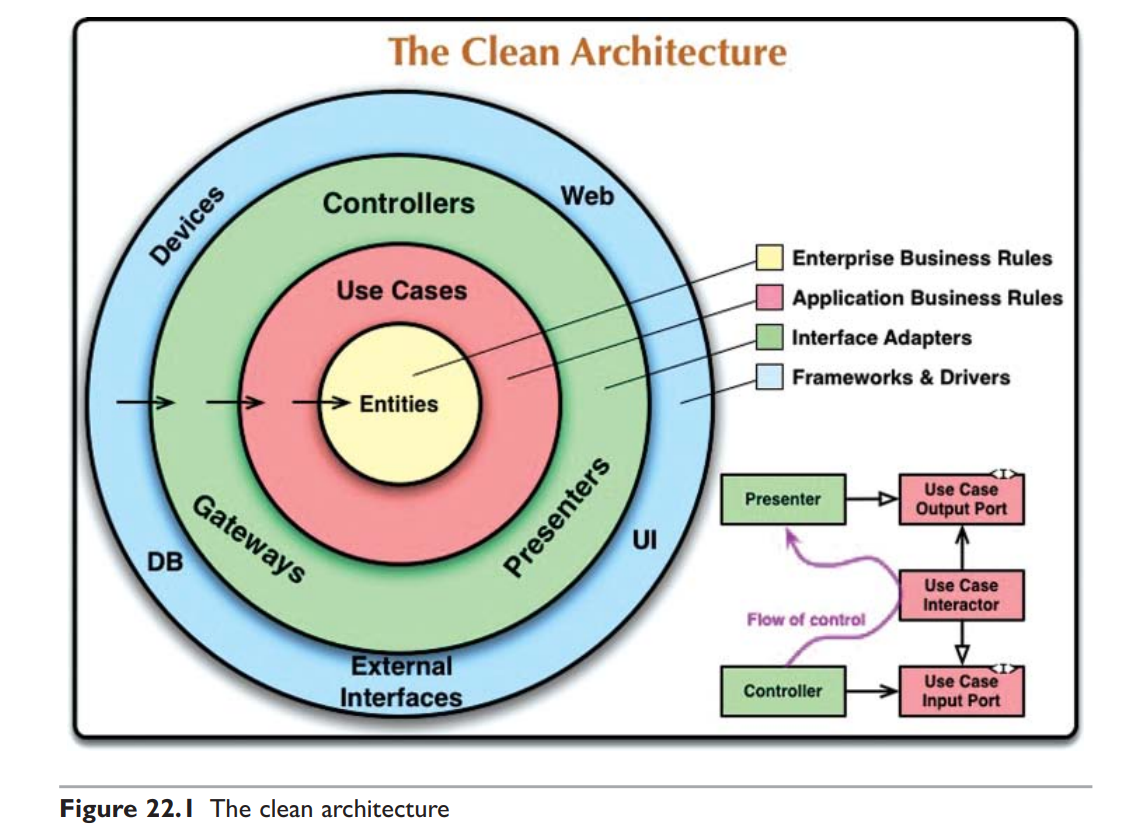 The Clean Architecture
Devices
Controllers
Web
Use Cases
Entities
Gateways
Presenters
DB
UI
External
Interfaces
Enterprise Business Rules
Application Business Rules
Interface Adapters
Frameworks & Drivers
Presenter
<I>
Use Case
Output Port
Use Case
Interactor
Flow of control
Controller
<I>
Use Case
Input Port
Figure 22.1 The clean architecture